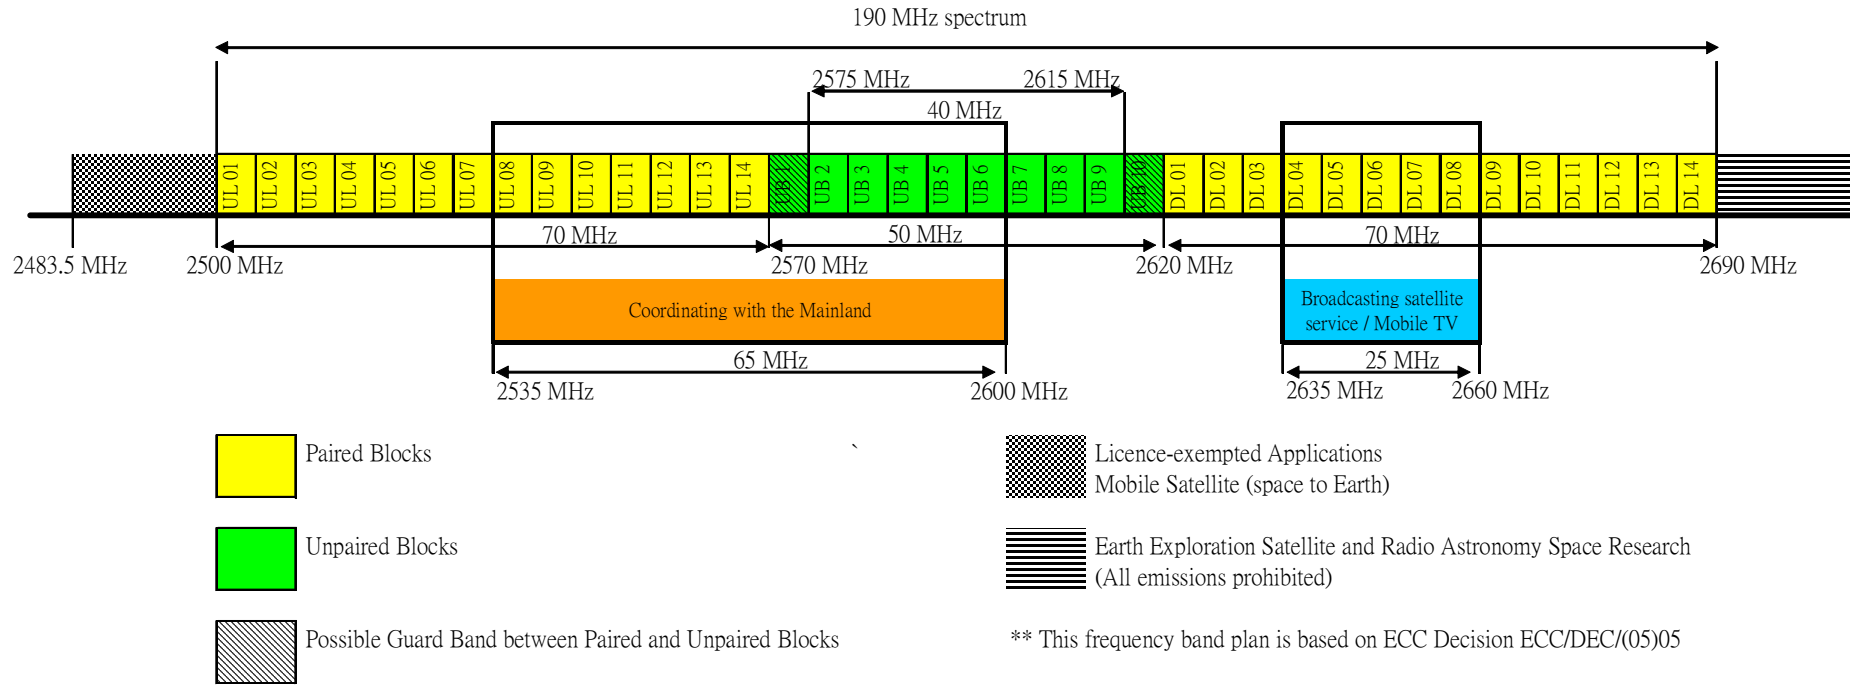 190 MHz spectrum
2575 MHz 2615 MHz
40 MHz
UL 01 UL 02 UL 03 UL 04 UL 05 UL 06 UL 07 UL 08 UL 09 UL 10 UL 11 UL 12 UL 13 UL 14 UB 1 UB 2 UB 3 UB 4 UB 5 UB 6 UB 7 UB 8 UB 9 UB 10 DL 01 DL 02 DL 03 DL 04 DL 05 DL 06 DL 07 DL 08 DL 09 DL 10 DL 11 DL 12 DL 13 DL 14
70 MHz 50 MHz 70 MHz
2483.5 MHz 2500 MHz 2570 MHz 2620 MHz 2690 MHz
Coordinating with the Mainland
Broadcasting satellite
service / Mobile TV
65 MHz 25 MHz
2535 MHz 2600 MHz 2635 MHz 2660 MHz
Paired Blocks
`
Licence-exempted Applications
Mobile Satellite (space to Earth)
Unpaired Blocks
Earth Exploration Satellite and Radio Astronomy Space Research
(All emissions prohibited)
Possible Guard Band between Paired and Unpaired Blocks
** This frequency band plan is based on ECC Decision ECC/DEC/(05)05